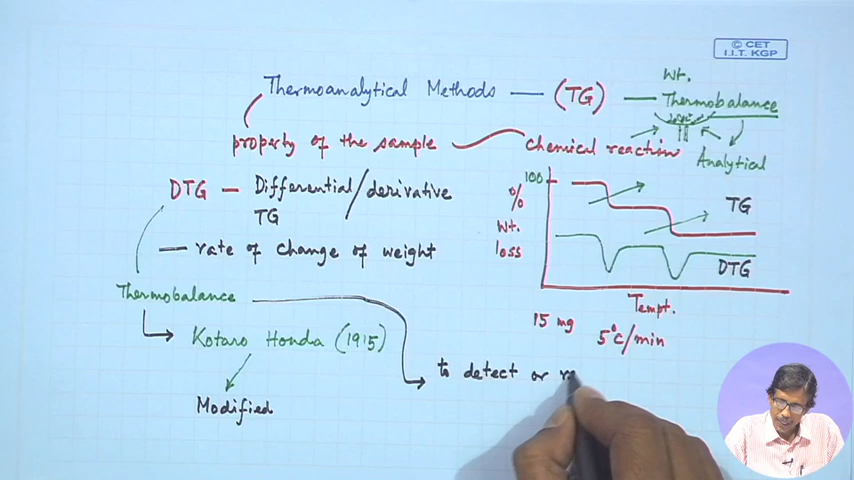 © CET
I.I.T. KGP
Wt.
Thermoanalytical Methods — (TG) — Thermobalance
property of the sample chemical reaction
Analytical
DTG — Differential/derivative
TG
— rate of change of weight
100
%
Wt.
loss
TG
DTG
Tempt.
15 mg 5°C/min
Thermobalance
Kotaro Honda (1915)
Modified
to detect or